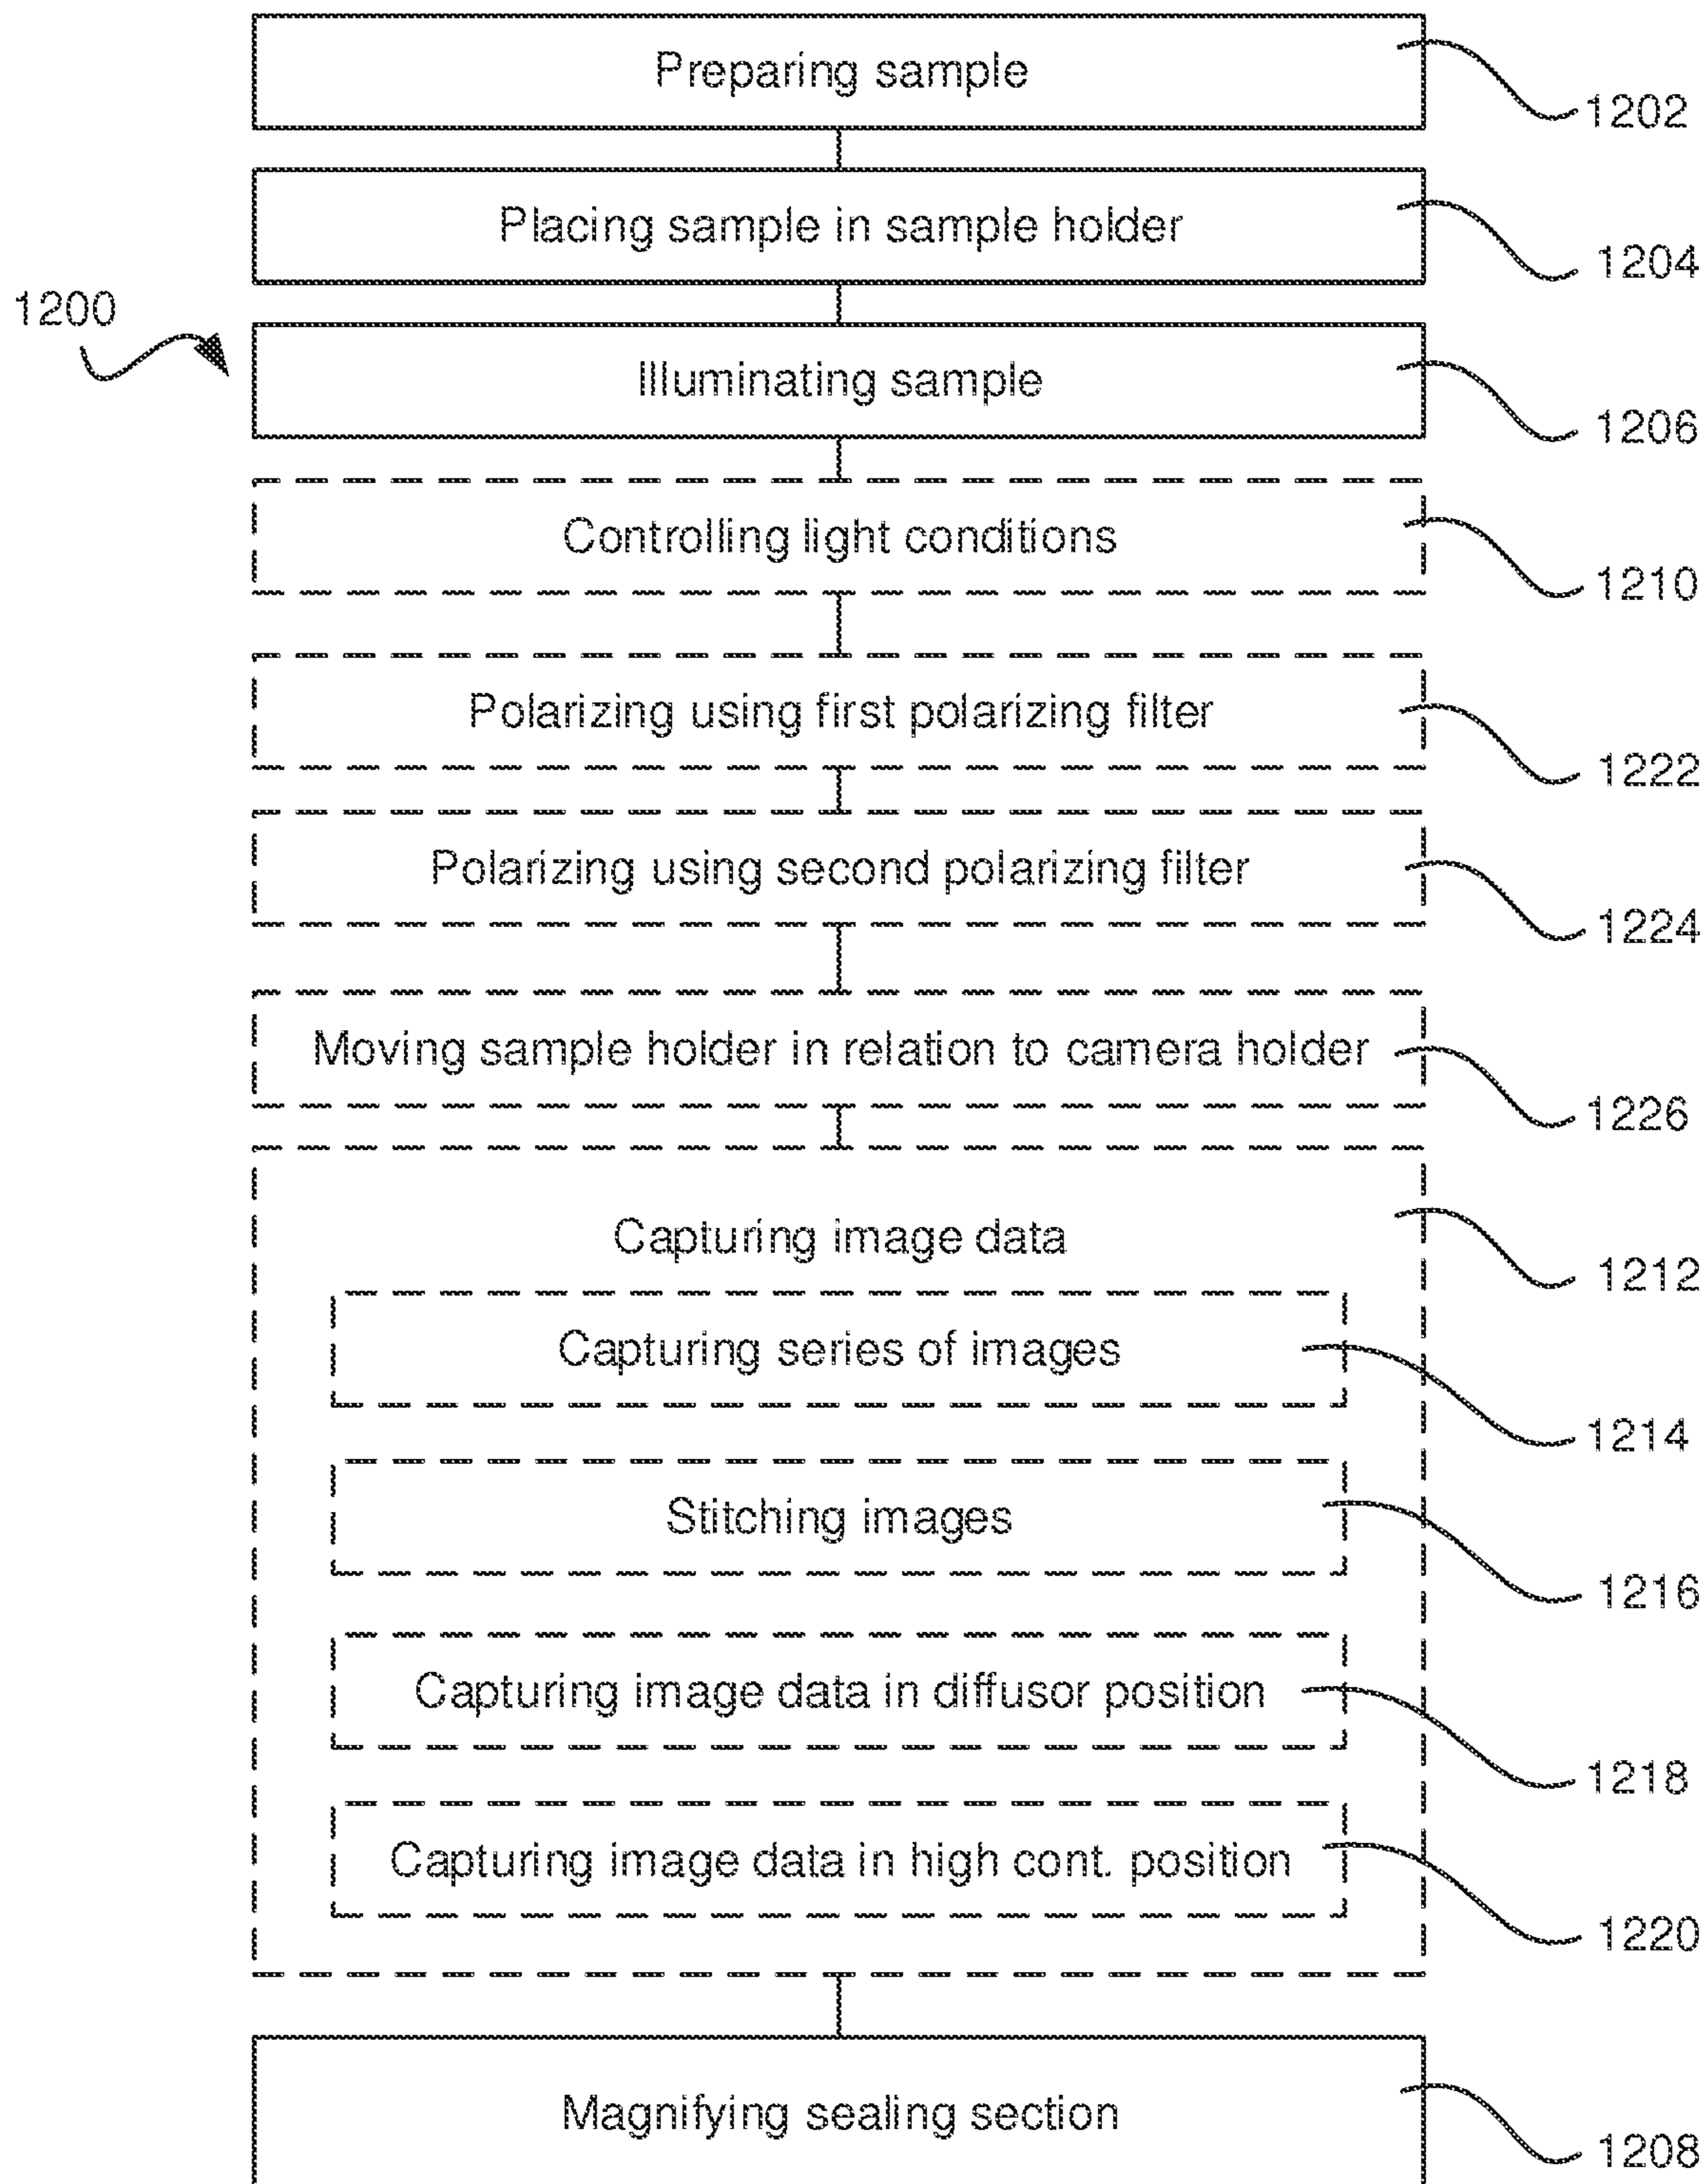 Preparing sample
1202
Placing sample in sample holder
1204
1200
Illuminating sample
1206
Controlling light conditions
1210
Polarizing using first polarizing filter
1222
Polarizing using second polarizing filter
1224
Moving sample holder in relation to camera holder
1226
Capturing image data
1212
Capturing series of images
1214
Stitching images
1216
Capturing image data in diffusor position
1218
Capturing image data in high cont. position
1220
Magnifying sealing section
1208